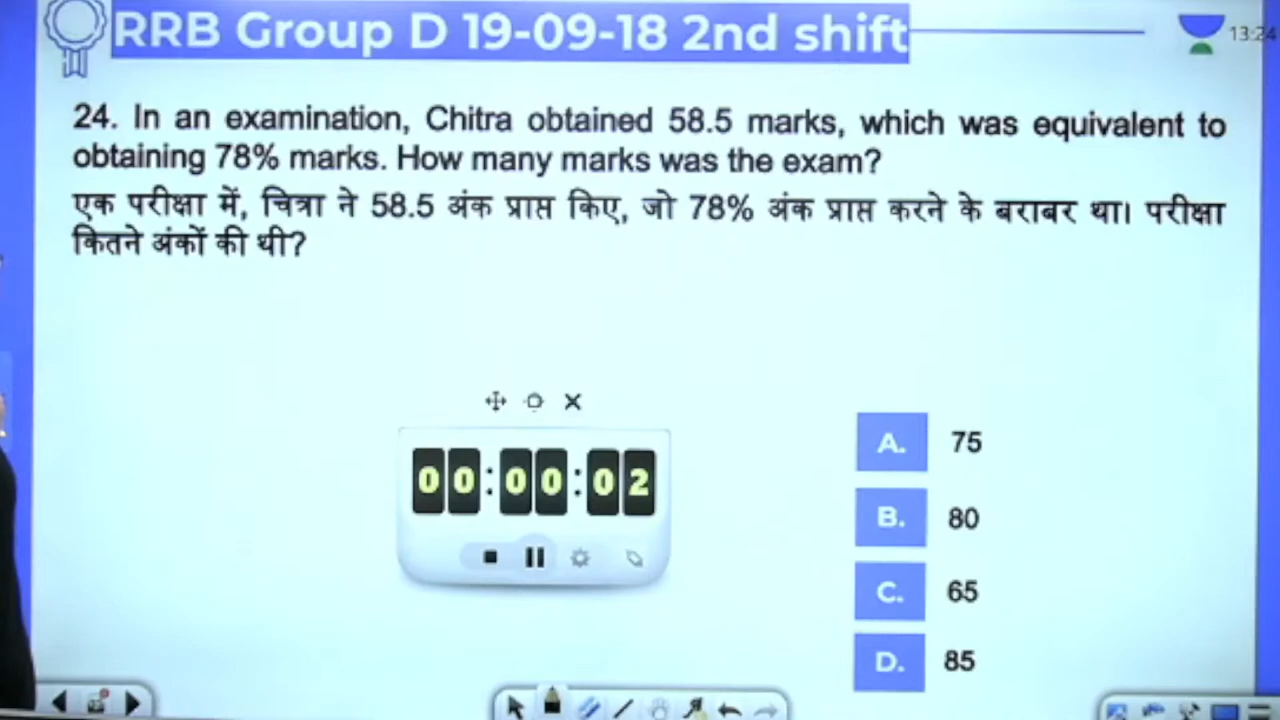 RRB Group D 19-09-18 2nd shift
13:24
24. In an examination, Chitra obtained 58.5 marks, which was equivalent to
obtaining 78% marks. How many marks was the exam?
एक परीक्षा में, चित्रा ने 58.5 अंक प्राप्त किए, जो 78% अंक प्राप्त करने के बराबर था। परीक्षा
कितने अंकों की थी?
00:00:02
A. 75
B. 80
C. 65
D. 85